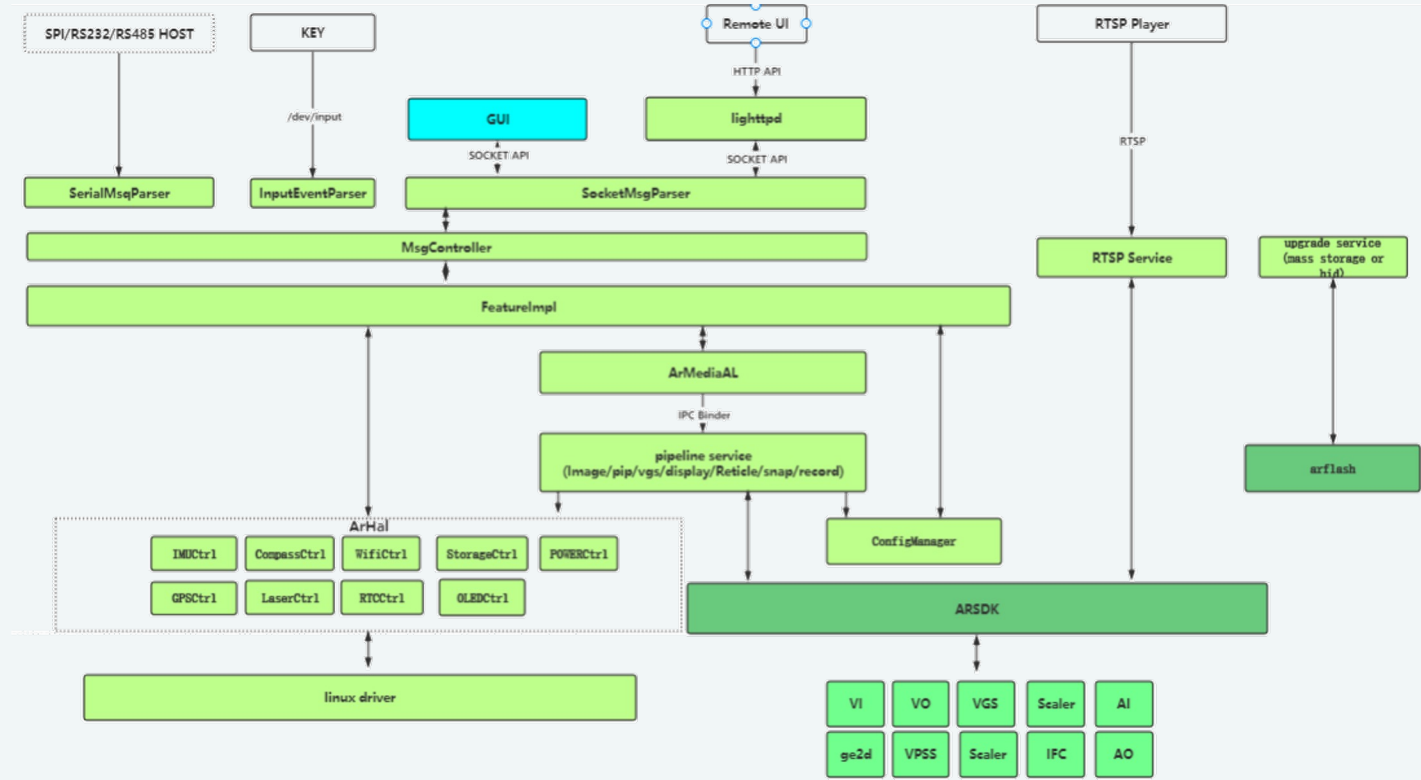 SPI/RS232/RS485 HOST
KEY
Remote UI
RTSP Player
HTTP API
/dev/input
GUI
lighttpd
RTSP
SOCKET API
SOCKET API
SerialMsqParser
InputEventParser
SocketMsgParser
MsgController
RTSP Service
upgrade service
(mass storage or
hid)
FeatureImpl
ArMediaAL
IPC Binder
pipeline service
(Image/pip/vgs/display/Reticle/snap/record)
arflash
ArHal
IMUCtrl
CompassCtrl
WifiCtrl
StorageCtrl
POWERCtrl
ConfigManager
GPSCtrl
LaserCtrl
RTCCtrl
OLEDCtrl
ARSDK
linux driver
VI
VO
VGS
Scaler
AI
ge2d
VPSS
Scaler
IFC
AO